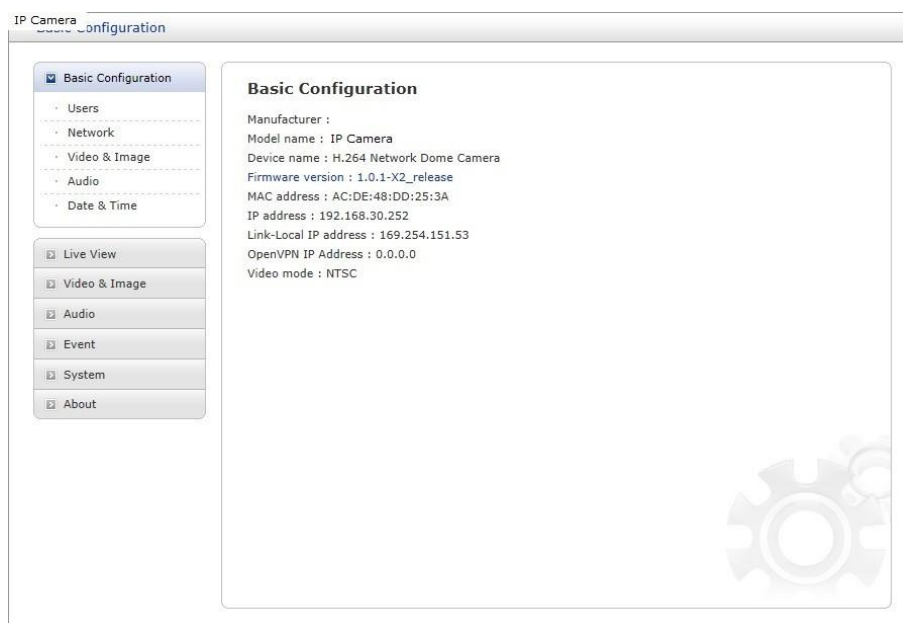 IP Camera
Basic Configuration
Basic Configuration
Users
Network
Video & Image
Audio
Date & Time
Live View
Video & Image
Audio
Event
System
About
Basic Configuration
Manufacturer :
Model name : IP Camera
Device name : H.264 Network Dome Camera
Firmware version : 1.0.1-X2_release
MAC address : AC:DE:48:DD:25:3A
IP address : 192.168.30.252
Link-Local IP address : 169.254.151.53
OpenVPN IP Address : 0.0.0.0
Video mode : NTSC